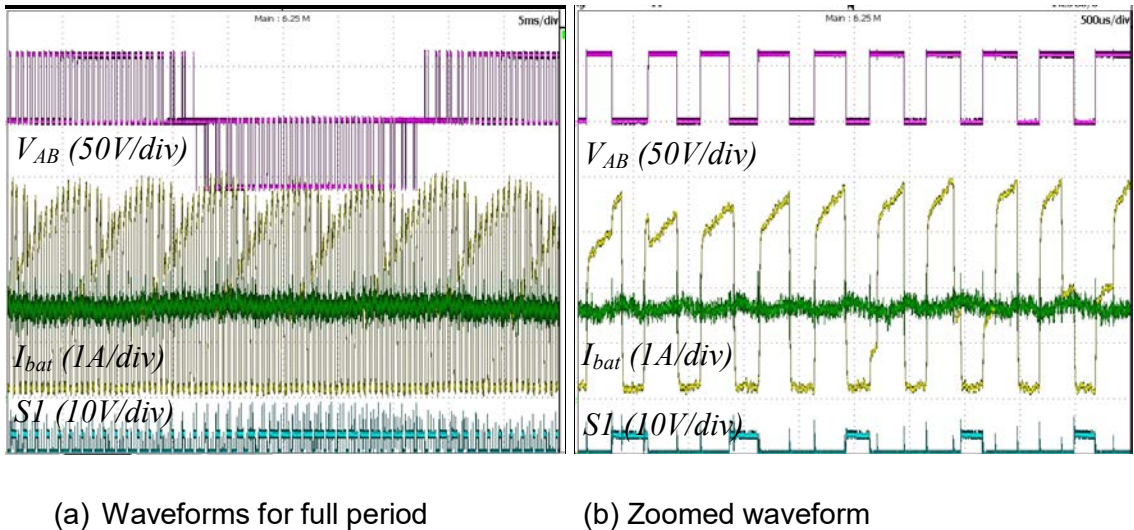 Main : 6.25 M 5ms/div
V_AB (50V/div)
I_bat (1A/div)
S1 (10V/div)
(a) Waveforms for full period
Main : 6.25 M 500us/div
V_AB (50V/div)
I_bat (1A/div)
S1 (10V/div)
(b) Zoomed waveform